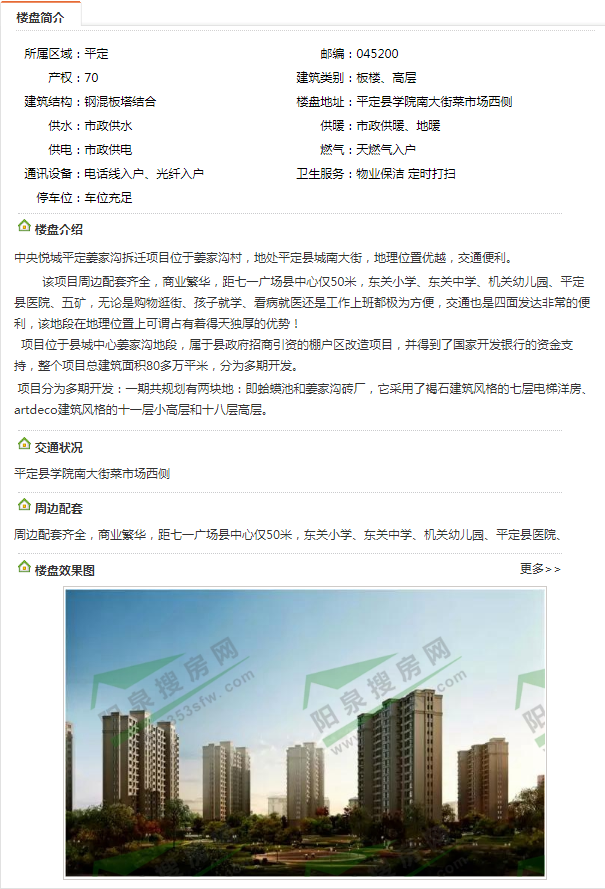 楼盘简介
所属区域：平定 邮编：045200
产权：70 建筑类别：板楼、高层
建筑结构：钢混板塔结合 楼盘地址：平定县学院南大街菜市场西侧
供水：市政供水 供暖：市政供暖、地暖
供电：市政供电 燃气：天燃气入户
通讯设备：电话线入户、光纤入户 卫生服务：物业保洁 定时打扫
停车位：车位充足
楼盘介绍
中央悦城平定姜家沟拆迁项目位于姜家沟村，地处平定县城南大街，地理位置优越，交通便利。
该项目周边配套齐全，商业繁华，距七一广场县中心仅50米，东关小学、东关中学、机关幼儿园、平定
县医院、五矿，无论是购物逛街、孩子就学、看病就医还是工作上班都极为方便，交通也是四面发达非常的便
利，该地段在地理位置上可谓占有着得天独厚的优势！
项目位于县城中心姜家沟地段，属于县政府招商引资的棚户区改造项目，并得到了国家开发银行的资金支
持，整个项目总建筑面积80多万平米，分为多期开发。
项目分为多期开发：一期共规划有两块地：即蛤蟆池和姜家沟砖厂，它采用了褐石建筑风格的七层电梯洋房、
artdeco建筑风格的十一层小高层和十八层高层。
交通状况
平定县学院南大街菜市场西侧
周边配套
周边配套齐全，商业繁华，距七一广场县中心仅50米，东关小学、东关中学、机关幼儿园、平定县医院、
楼盘效果图 更多>>
阳泉搜房网
353sfw.com
阳泉搜房网
www.
.com
阳